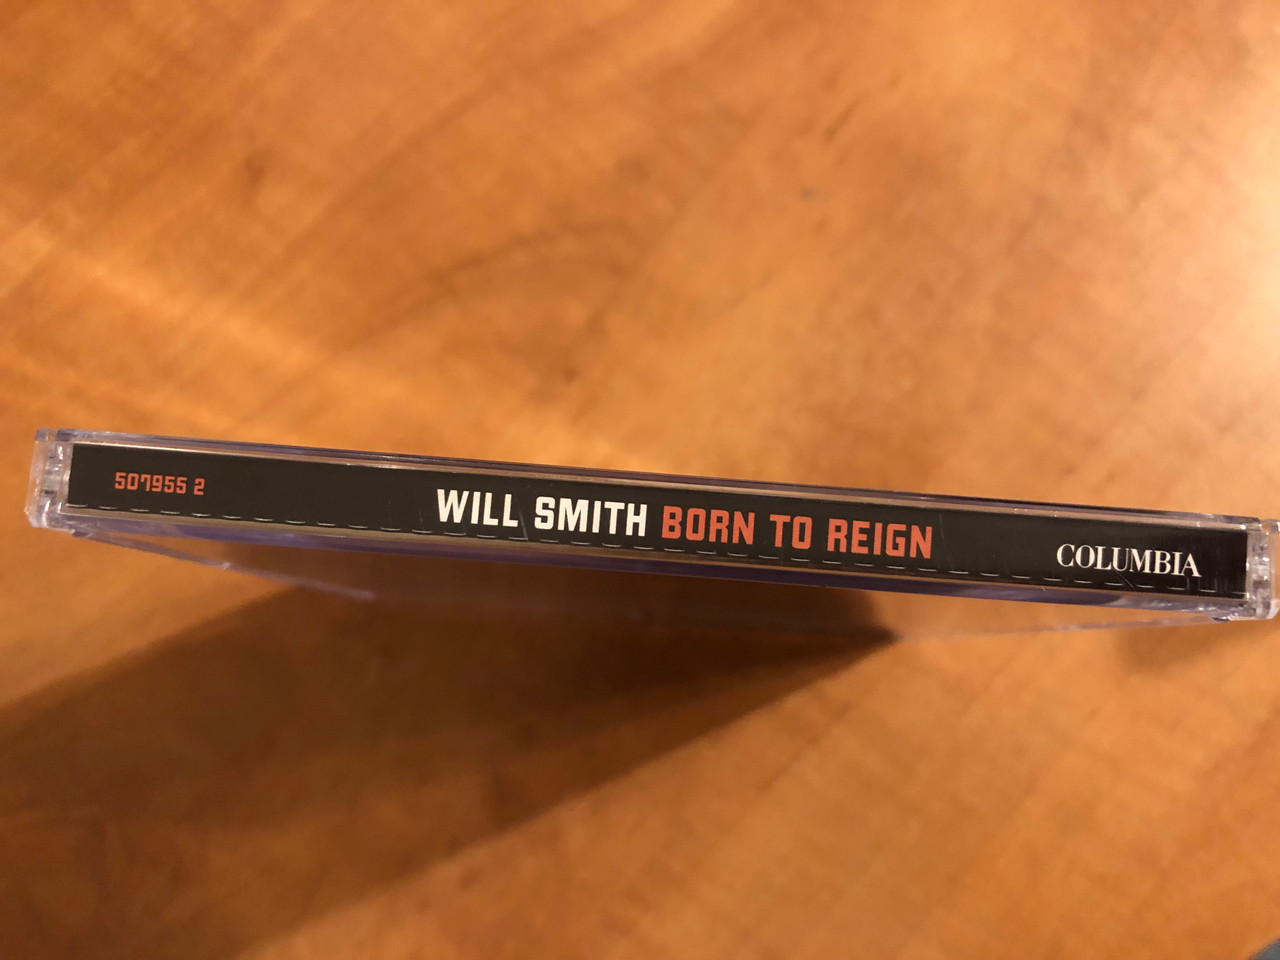 507955 2 WILL SMITH BORN TO REIGN COLUMBIA